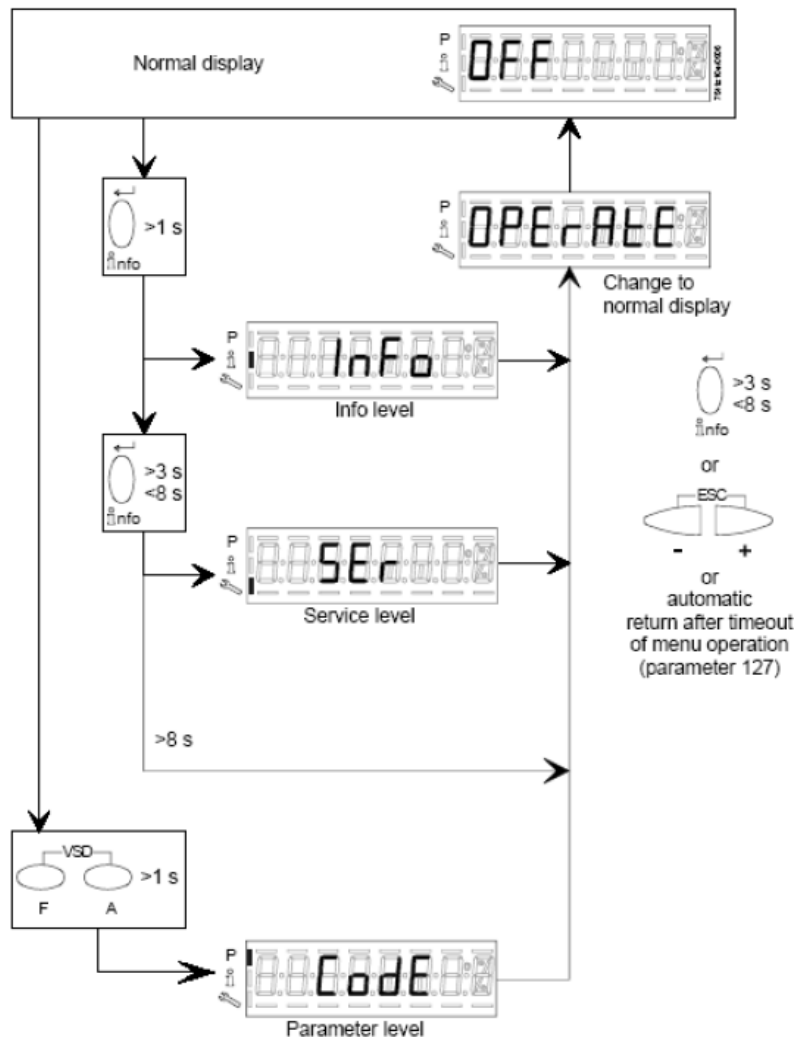 Normal display
P
OFF
P
OPErAtE
Change to
normal display
>1 s
info
P
InFo
Info level
>3 s
<8 s
info
>3 s
<8 s
info
or
ESC
- +
or
automatic
return after timeout
of menu operation
(parameter 127)
P
SEr
Service level
>8 s
VSD
>1 s
F A
P
CodE
Parameter level